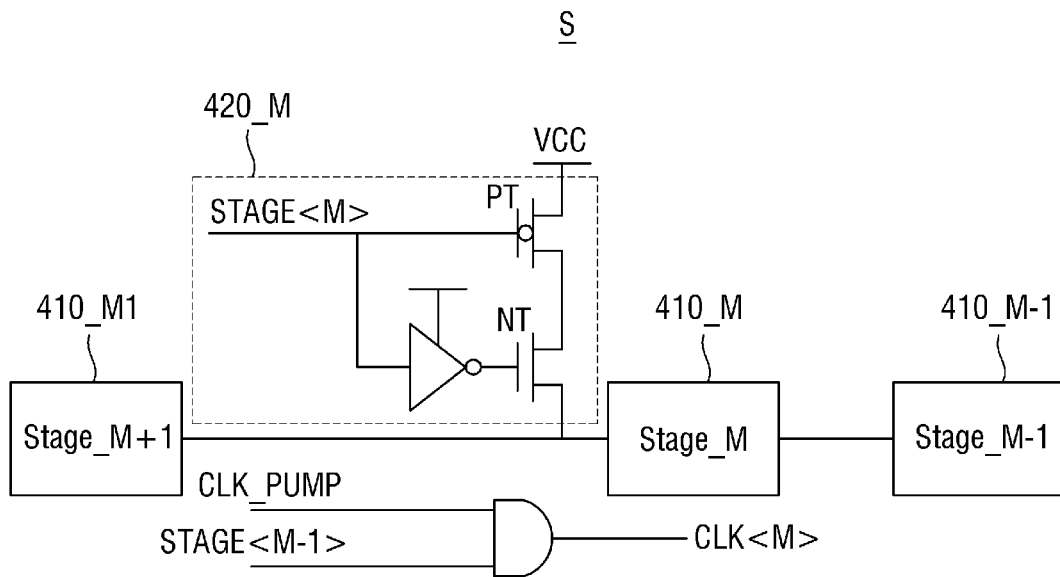 S
420_M
VCC
PT
STAGE<M>
410_M1
NT
410_M
410_M-1
Stage_M+1
Stage_M
Stage_M-1
CLK_PUMP
STAGE<M-1>
CLK<M>